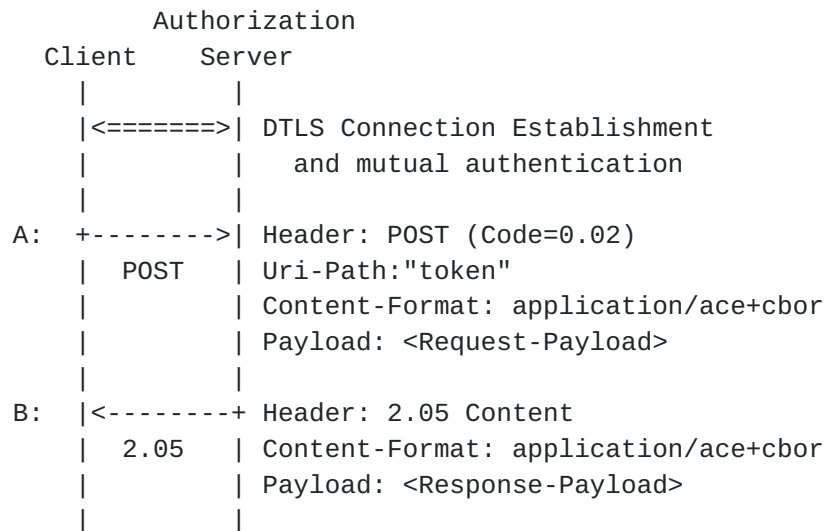 Authorization
Client Server
DTLS Connection Establishment
and mutual authentication
A: Header: POST (Code=0.02)
POST Uri-Path:"token"
Content-Format: application/ace+cbor
Payload: <Request-Payload>
B: Header: 2.05 Content
2.05 Content-Format: application/ace+cbor
Payload: <Response-Payload>